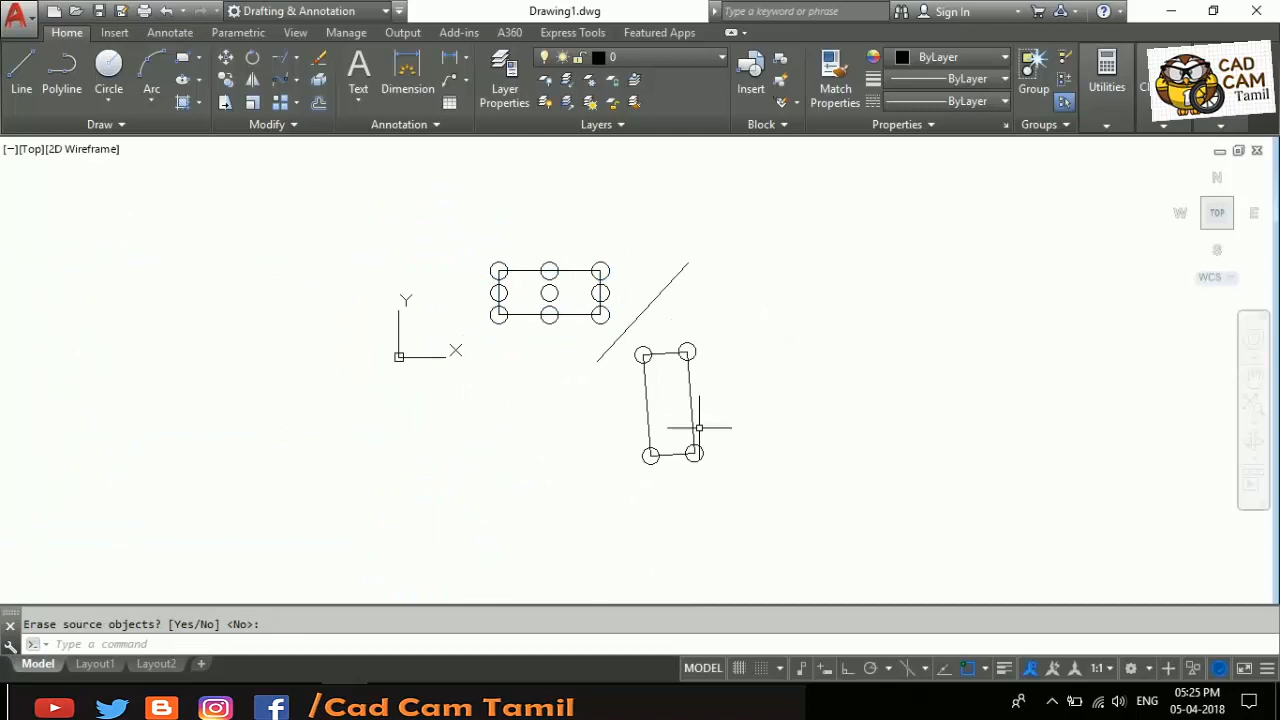 Drafting & Annotation
Drawing1.dwg
Type a keyword or phrase
Sign In
Home Insert Annotate Parametric View Manage Output Add-ins A360 Express Tools Featured Apps
Line Polyline Circle Arc
Text Dimension
Layer Properties
0
Insert
Match Properties
ByLayer
ByLayer
ByLayer
Group
Utilities
Draw Modify Annotation Layers Block Properties Groups
CAD
CAM
Tamil
[−][Top][2D Wireframe]
N
W TOP E
S
WCS
Y
X
Erase source objects? [Yes/No] <No>:
Type a command
Model Layout1 Layout2 +
MODEL
1:1
/Cad Cam Tamil
ENG
05:25 PM
05-04-2018